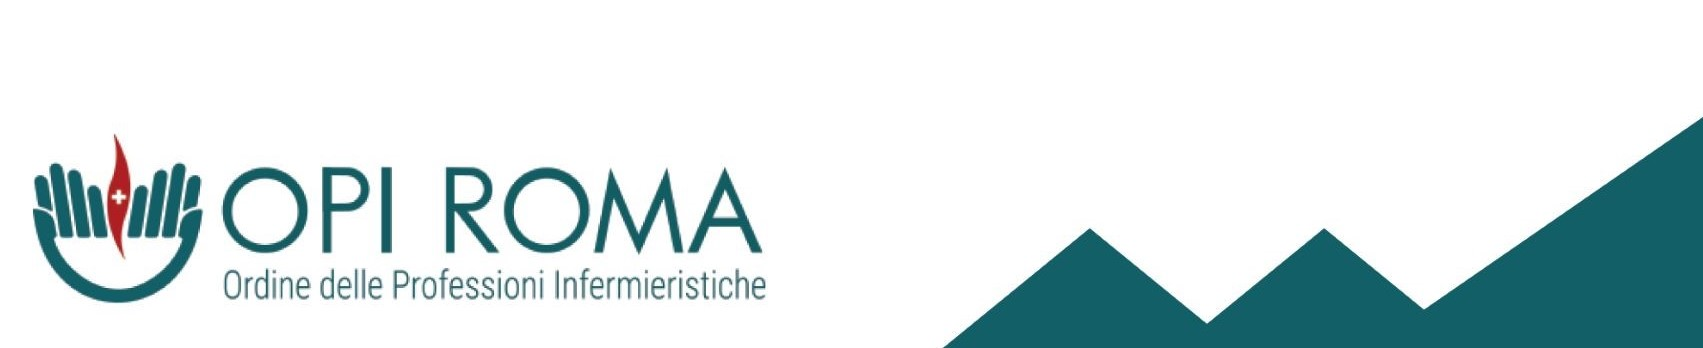 OPI ROMA
Ordine delle Professioni Infermieristiche